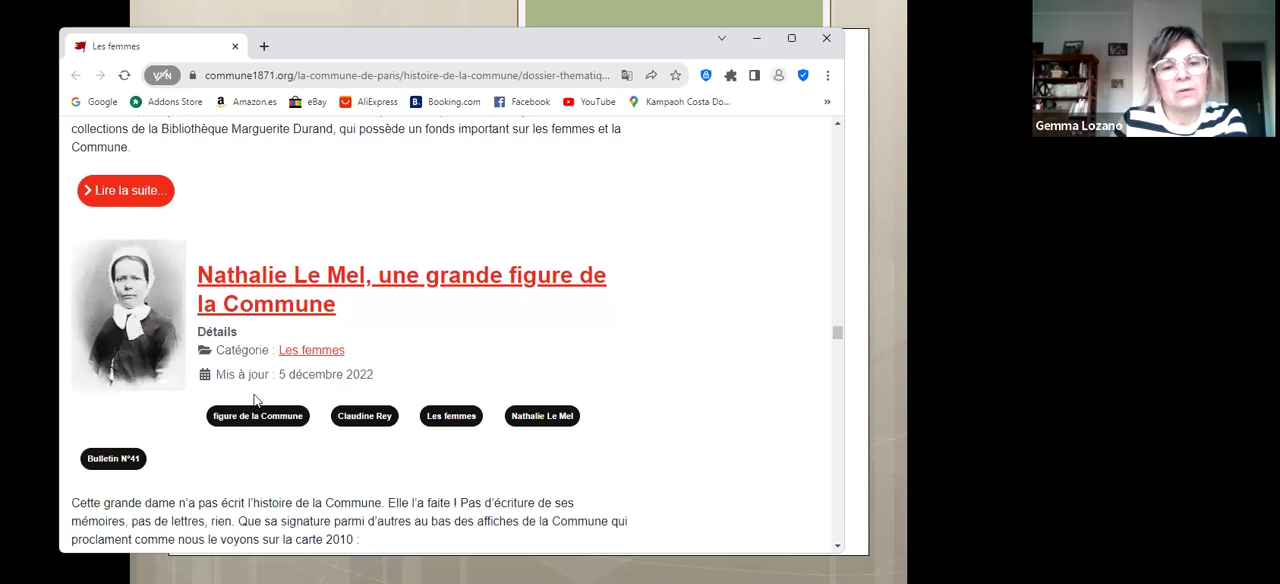 Les femmes
commune1871.org/la-commune-de-paris/histoire-de-la-commune/dossier-thematiq...
Google Addons Store Amazon.es eBay AliExpress Booking.com Facebook YouTube Kampaoh Costa Do... »
collections de la Bibliothèque Marguerite Durand, qui possède un fonds important sur les femmes et la
Commune.
Lire la suite...
Nathalie Le Mel, une grande figure de
la Commune
Détails
Catégorie : Les femmes
Mis à jour : 5 décembre 2022
figure de la Commune Claudine Rey Les femmes Nathalie Le Mel
Bulletin N°41
Cette grande dame n'a pas écrit l'histoire de la Commune. Elle l'a faite ! Pas d'écriture de ses
mémoires, pas de lettres, rien. Que sa signature parmi d'autres au bas des affiches de la Commune qui
proclament comme nous le voyons sur la carte 2010 :
Gemma Lozano